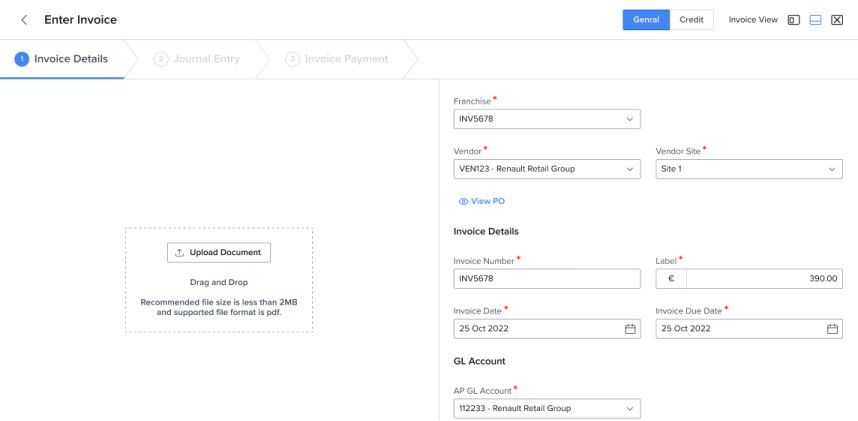 Enter Invoice
Genral Credit Invoice View
1 Invoice Details 2 Journal Entry 3 Invoice Payment
Franchise *
INV5678
Vendor * Vendor Site *
VEN123 - Renault Retail Group Site 1
View PO
Invoice Details
Invoice Number * Label *
INV5678 € 390.00
Invoice Date * Invoice Due Date *
25 Oct 2022 25 Oct 2022
GL Account
AP GL Account *
112233 - Renault Retail Group
Upload Document
Drag and Drop
Recommended file size is less than 2MB
and supported file format is pdf.